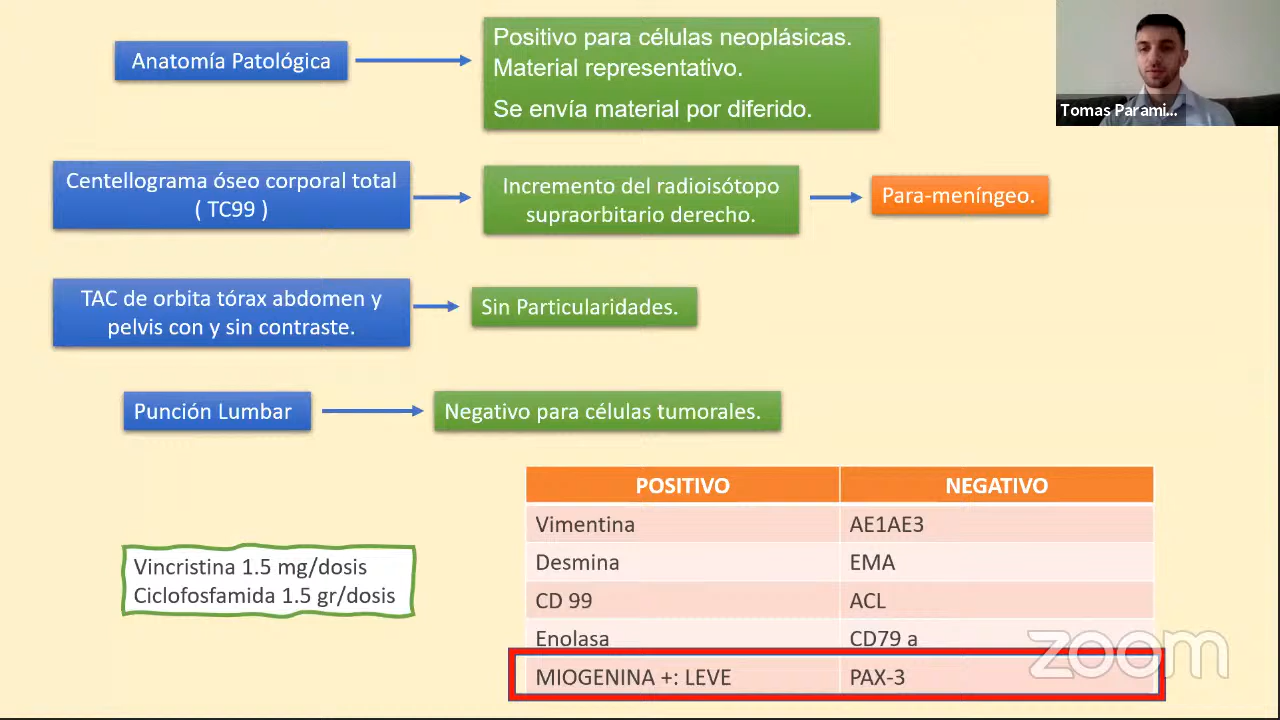 Anatomía Patológica
Positivo para células neoplásicas.
Material representativo.
Se envía material por diferido.
Tomas Parami...
Centellograma óseo corporal total
( TC99 )
Incremento del radioisótopo
supraorbitario derecho.
Para-meníngeo.
TAC de orbita tórax abdomen y
pelvis con y sin contraste.
Sin Particularidades.
Punción Lumbar
Negativo para células tumorales.
Vincristina 1.5 mg/dosis
Ciclofosfamida 1.5 gr/dosis
POSITIVO NEGATIVO
Vimentina AE1AE3
Desmina EMA
CD 99 ACL
Enolasa CD79 a
MIOGENINA +: LEVE PAX-3
zoom